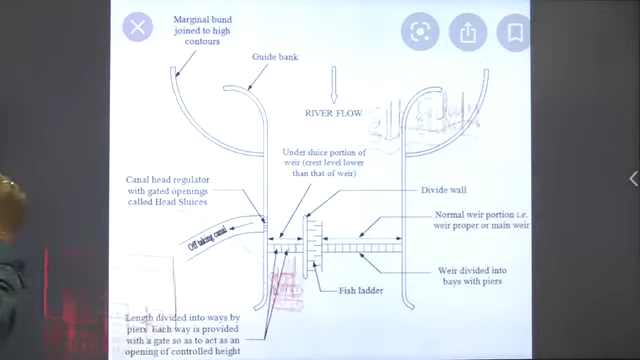 Marginal bund
joined to high
contours
Guide bank
RIVER FLOW
Under sluice portion of
weir (crest level lower
than that of weir)
Canal head regulator
with gated openings
called Head Sluices
Divide wall
Normal weir portion i.e.
weir proper or main weir
Off taking canal
Weir divided into
bays with piers
Fish ladder
Length divided into ways by
piers. Each way is provided
with a gate so as to act as an
opening of controlled height